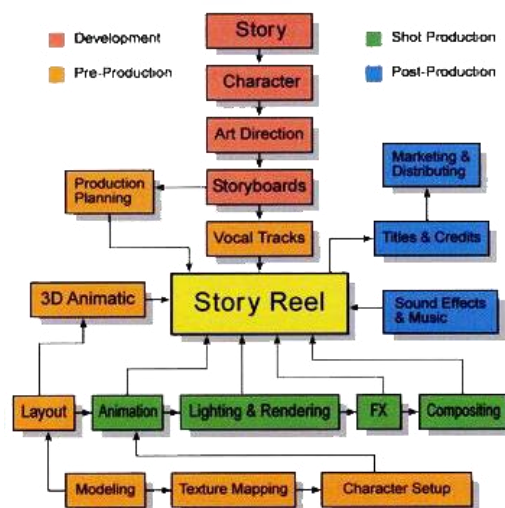 Development
Pre-Production
Story
Shot Production
Post-Production
Character
Art Direction
Storyboards
Production
Planning
Vocal Tracks
Marketing &
Distributing
Titles & Credits
3D Animatic
Story Reel
Sound Effects
& Music
Layout
Animation
Lighting & Rendering
FX
Compositing
Modeling
Texture Mapping
Character Setup